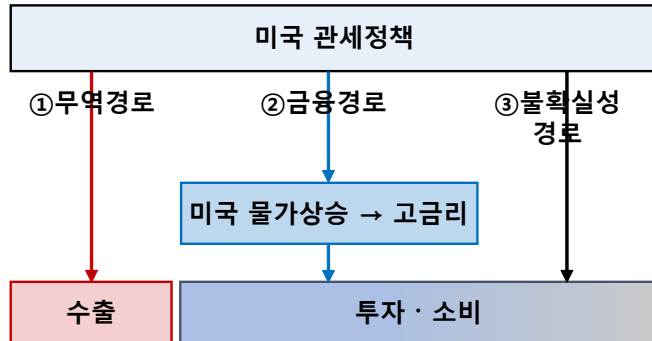 미국 관세정책
①무역경로
②금융경로
③불확실성
경로
미국 물가상승 → 고금리
수출
투자 · 소비